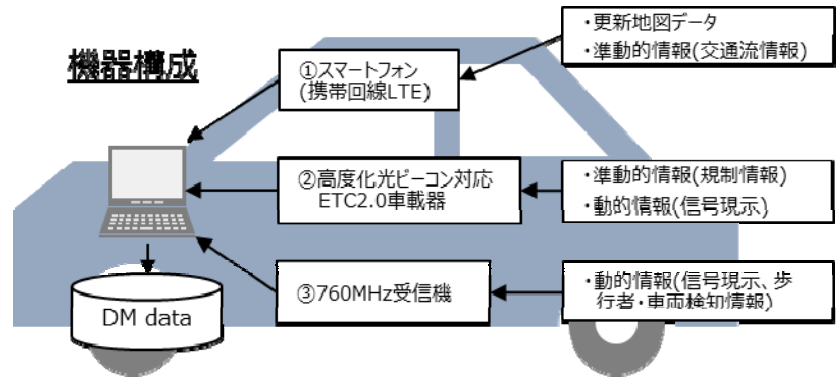 機器構成
①スマートフォン
(携帯回線LTE)
・更新地図データ
・準動的情報(交通流情報)
②高度化光ビーコン対応
ETC2.0車載器
・準動的情報(規制情報)
・動的情報(信号現示)
③760MHz受信機
・動的情報(信号現示、歩
行者・車両検知情報)
DM data